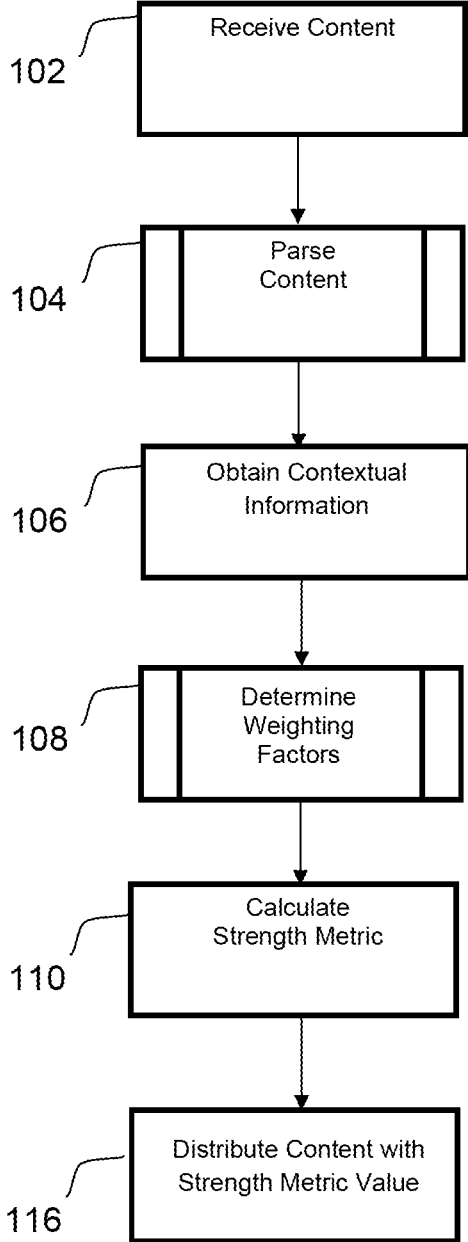 Receive Content
102
Parse
Content
104
Obtain Contextual
Information
106
Determine
Weighting
Factors
108
Calculate
Strength Metric
110
Distribute Content with
Strength Metric Value
116